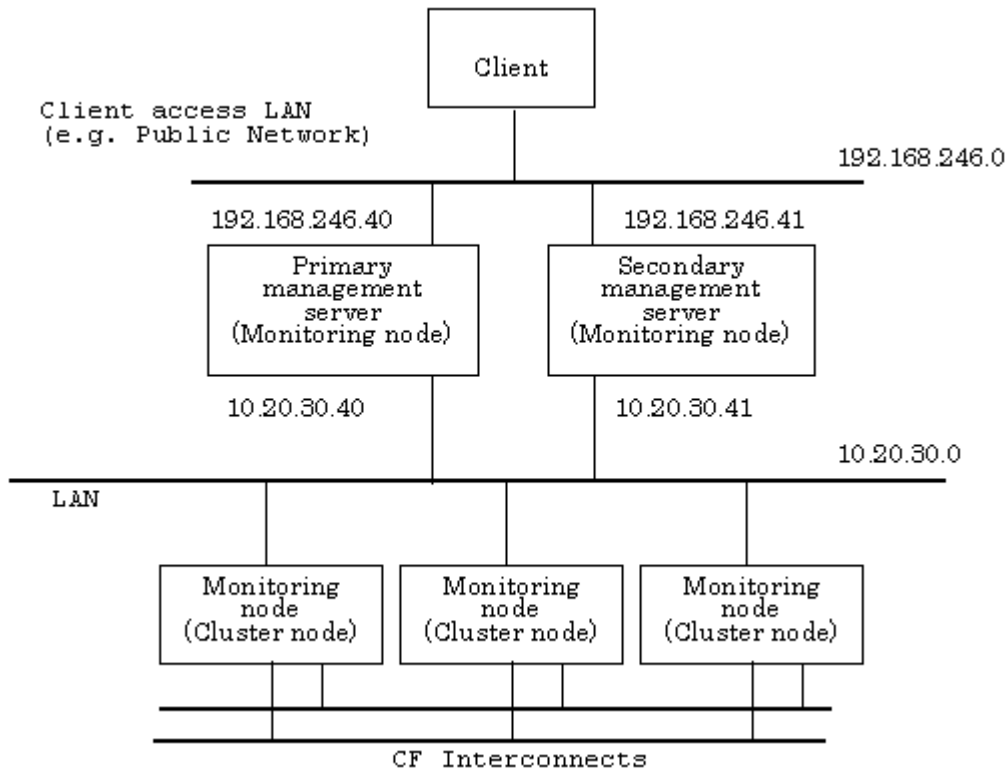 Client
Client access LAN
(e.g. Public Network)
192.168.246.0
192.168.246.40
192.168.246.41
Primary
management
server
(Monitoring node)
Secondary
management
server
(Monitoring node)
10.20.30.40
10.20.30.41
10.20.30.0
LAN
Monitoring
node
(Cluster node)
Monitoring
node
(Cluster node)
Monitoring
node
(Cluster node)
CF Interconnects